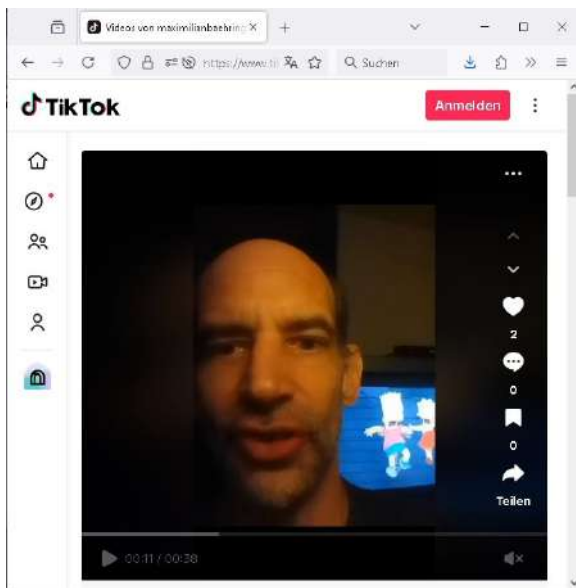 Videos von maximilianbaehring
https://www.ti
Suchen
TikTok
Anmelden
2
0
0
Teilen
00:11 / 00:38